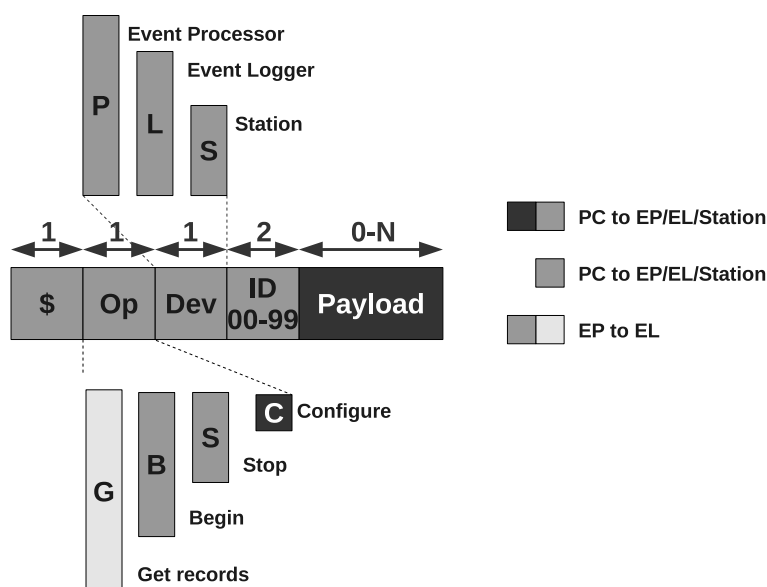 Event Processor
Event Logger
Station
P
L
S
1 1 1 2 0-N
$ Op Dev ID 00-99 Payload
PC to EP/EL/Station
PC to EP/EL/Station
EP to EL
C Configure
S
Stop
B
Begin
G
Get records